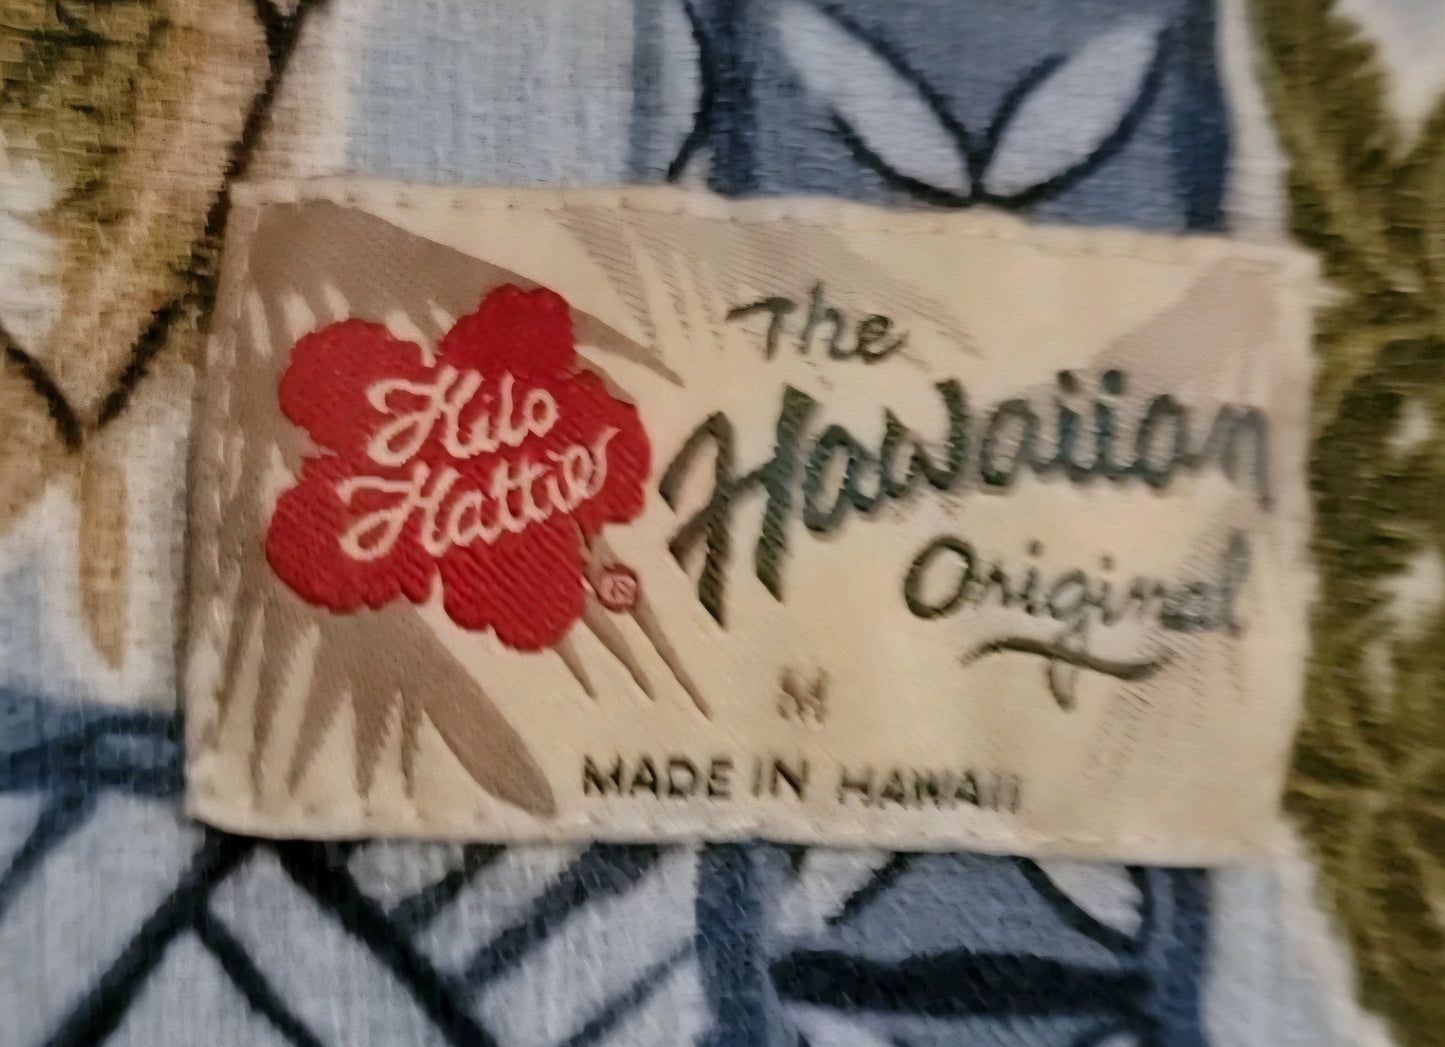 Hilo
Hattie
®
The
Hawaiian
Original
M
MADE IN HAWAII